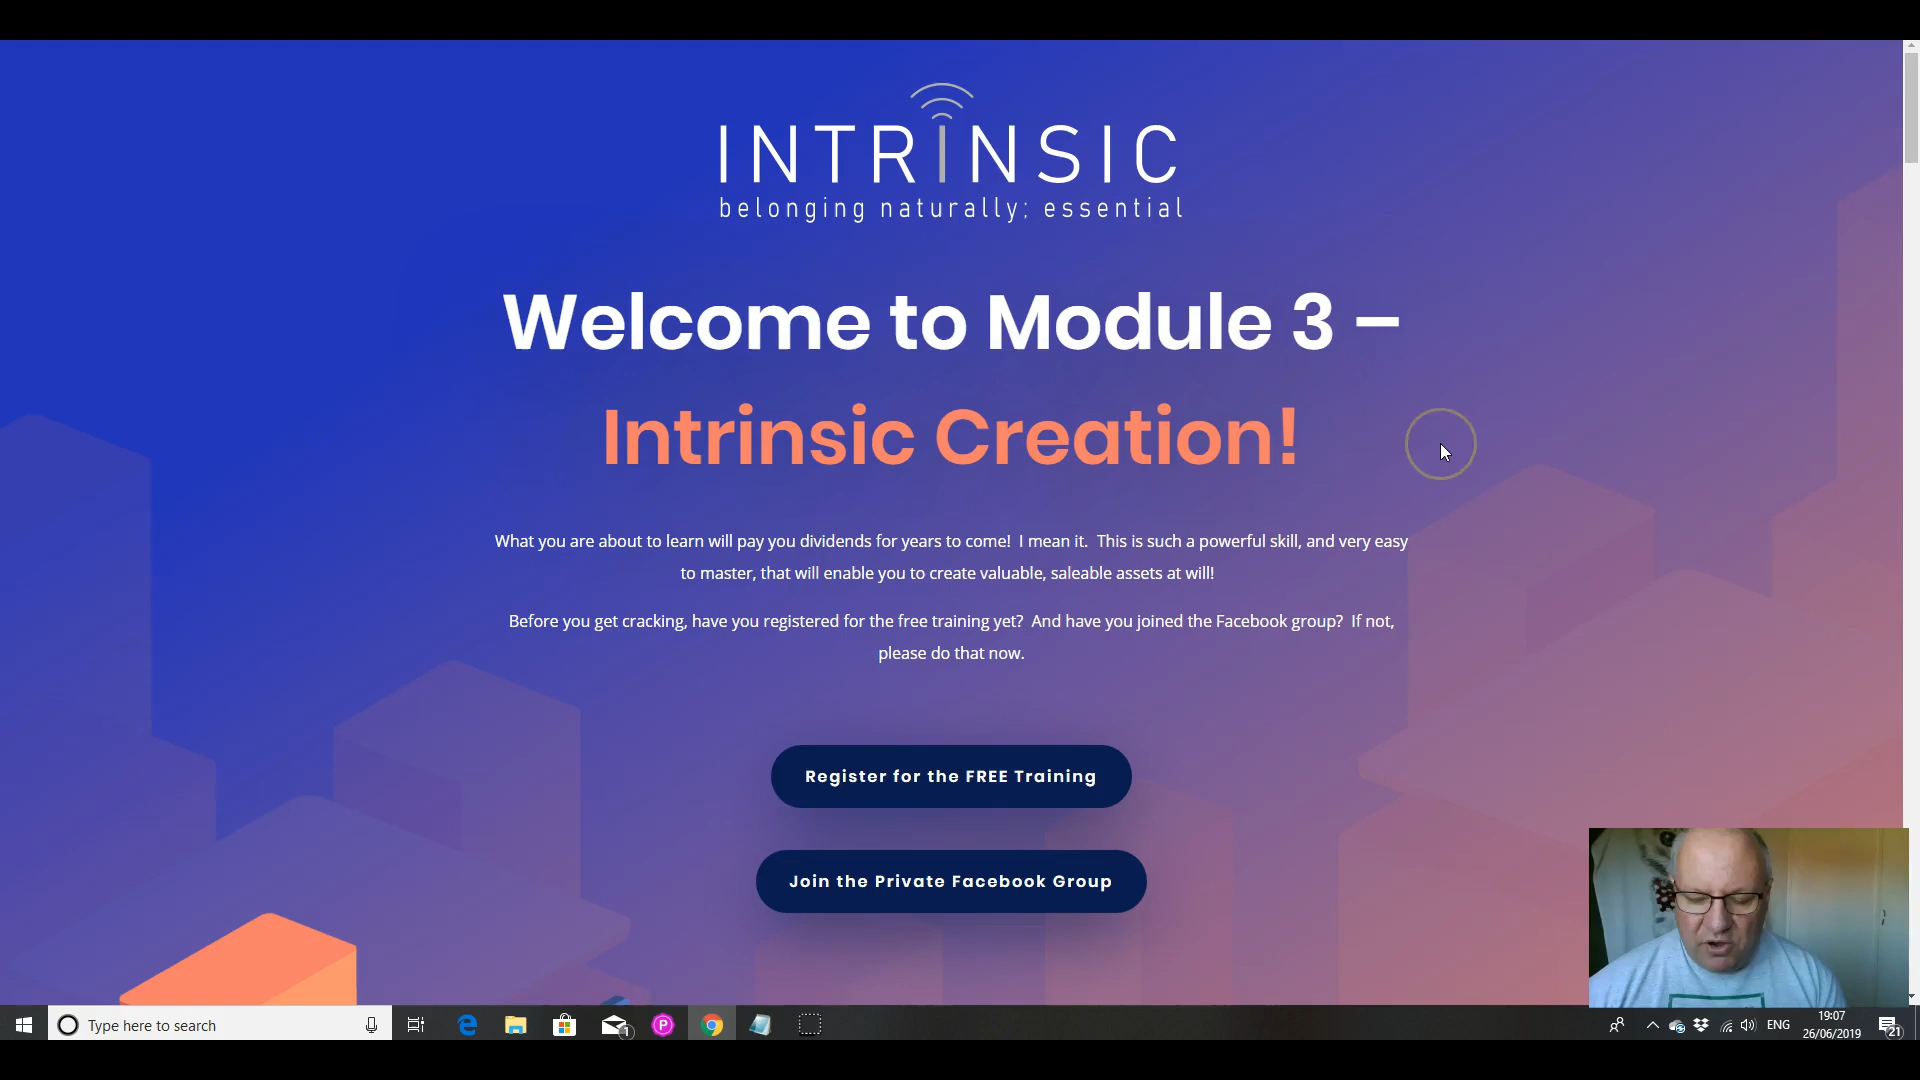 INTRINSIC
belonging naturally; essential
Welcome to Module 3 –
Intrinsic Creation!
What you are about to learn will pay you dividends for years to come! I mean it. This is such a powerful skill, and very easy
to master, that will enable you to create valuable, saleable assets at will!
Before you get cracking, have you registered for the free training yet? And have you joined the Facebook group? If not,
please do that now.
Register for the FREE Training
Join the Private Facebook Group
Type here to search
1
P
ENG
19:07
26/06/2019
21